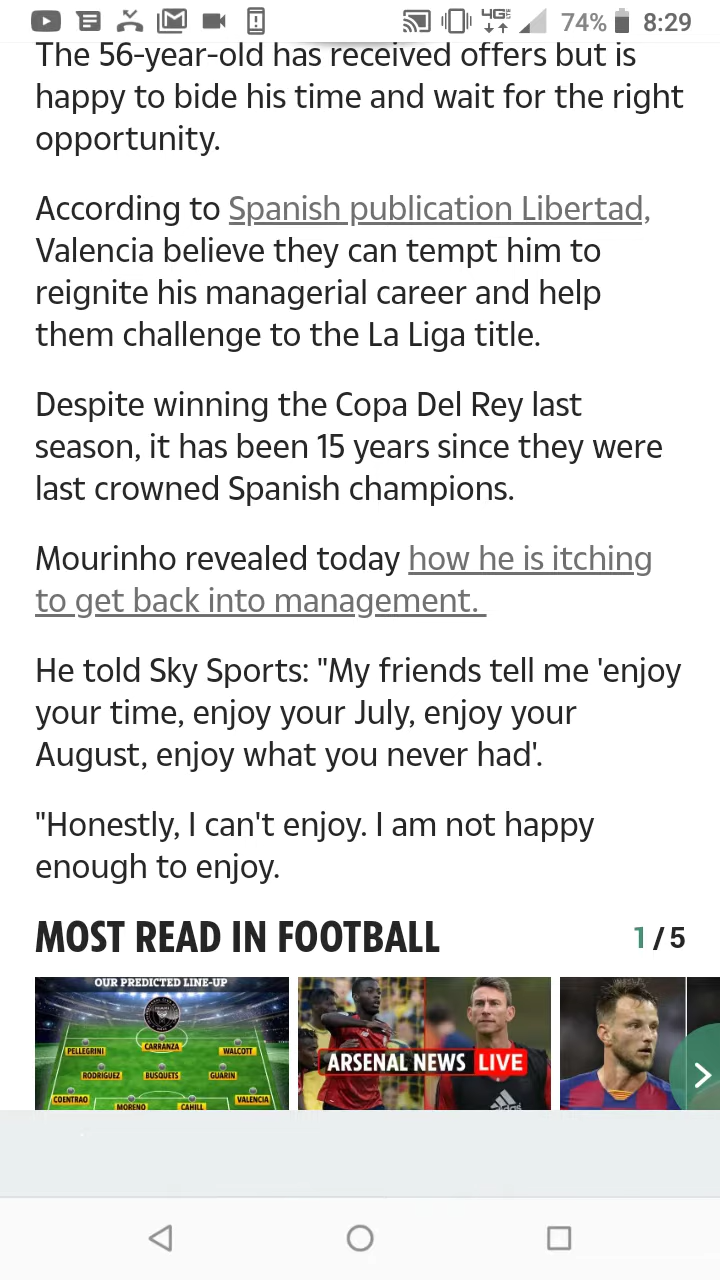 4GE 74% 8:29
The 56-year-old has received offers but is
happy to bide his time and wait for the right
opportunity.
According to Spanish publication Libertad,
Valencia believe they can tempt him to
reignite his managerial career and help
them challenge to the La Liga title.
Despite winning the Copa Del Rey last
season, it has been 15 years since they were
last crowned Spanish champions.
Mourinho revealed today how he is itching
to get back into management.
He told Sky Sports: "My friends tell me 'enjoy
your time, enjoy your July, enjoy your
August, enjoy what you never had'.
"Honestly, I can't enjoy. I am not happy
enough to enjoy.
MOST READ IN FOOTBALL 1/5
OUR PREDICTED LINE-UP
PELLEGRINI CARRANZA WALCOTT
RODRIGUEZ BUSQUETS GUARIN
COENTRAO MORENO CAHILL VALENCIA
ARSENAL NEWS LIVE
adidas